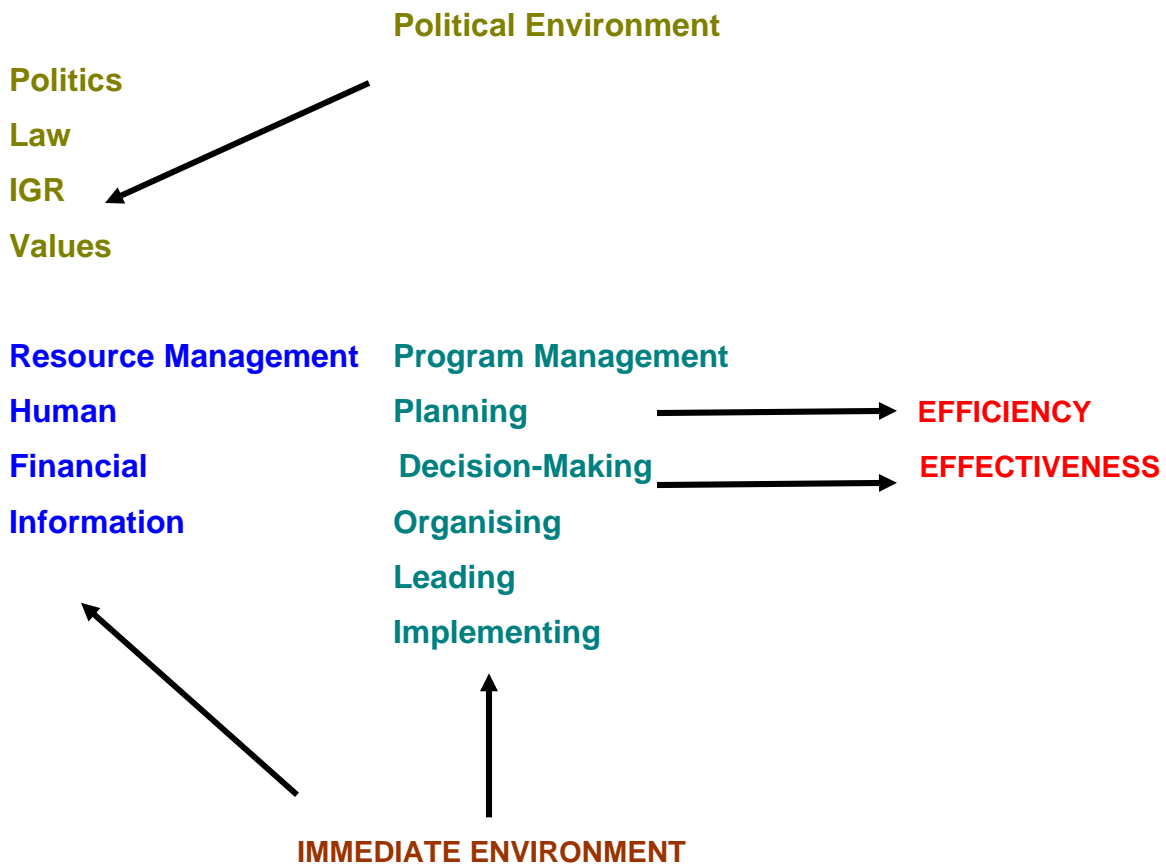 Political Environment
Politics
Law
IGR
Values
Resource Management
Human
Financial
Information
Program Management
Planning
Decision-Making
Organising
Leading
Implementing
EFFICIENCY
EFFECTIVENESS
IMMEDIATE ENVIRONMENT